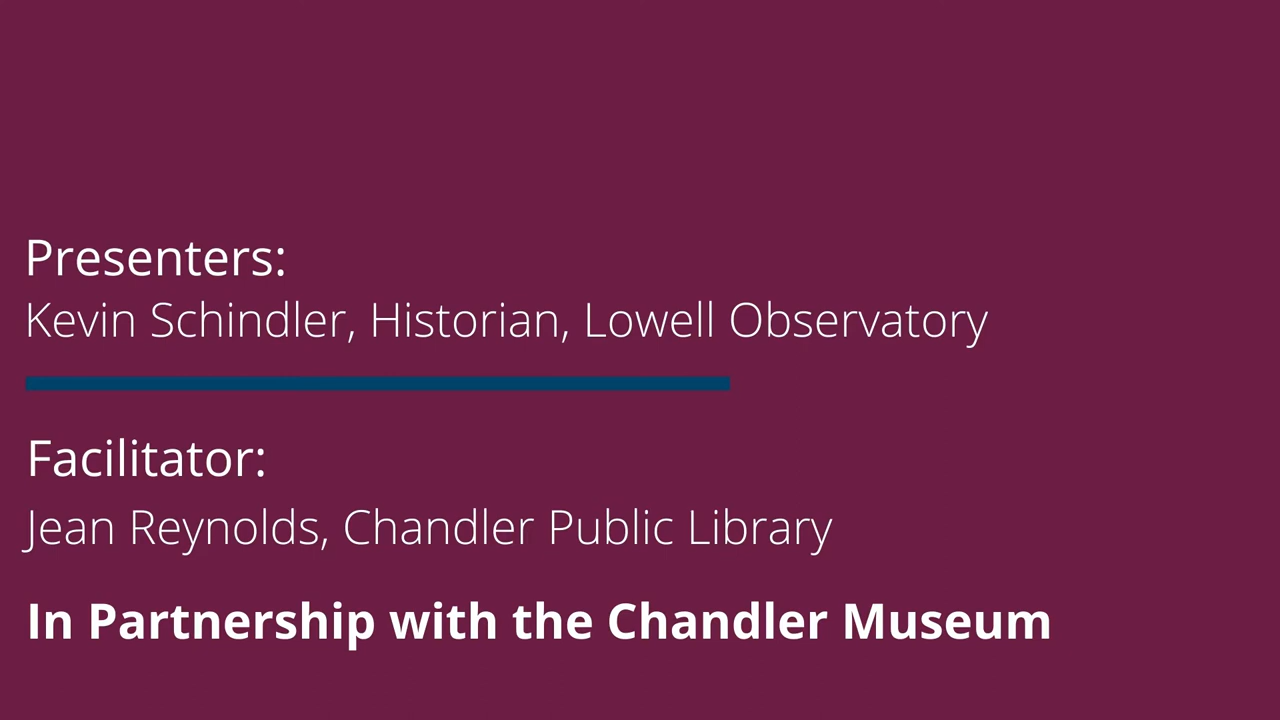 Presenters:
Kevin Schindler, Historian, Lowell Observatory
Facilitator:
Jean Reynolds, Chandler Public Library
In Partnership with the Chandler Museum